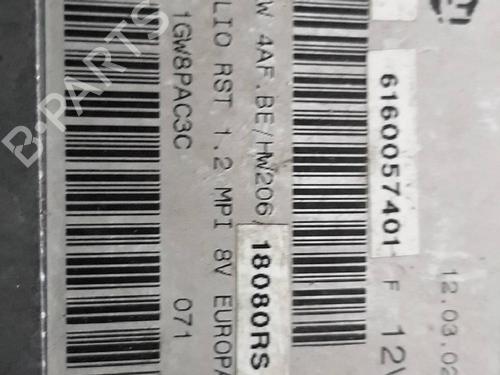 12.03.02
6160057401 F 12V
W 4AF.BE/HW206/
18080RS
LIO RST 1.2 MPI 8V EUROPA
1GW8PAC3C 071
B-PARTS